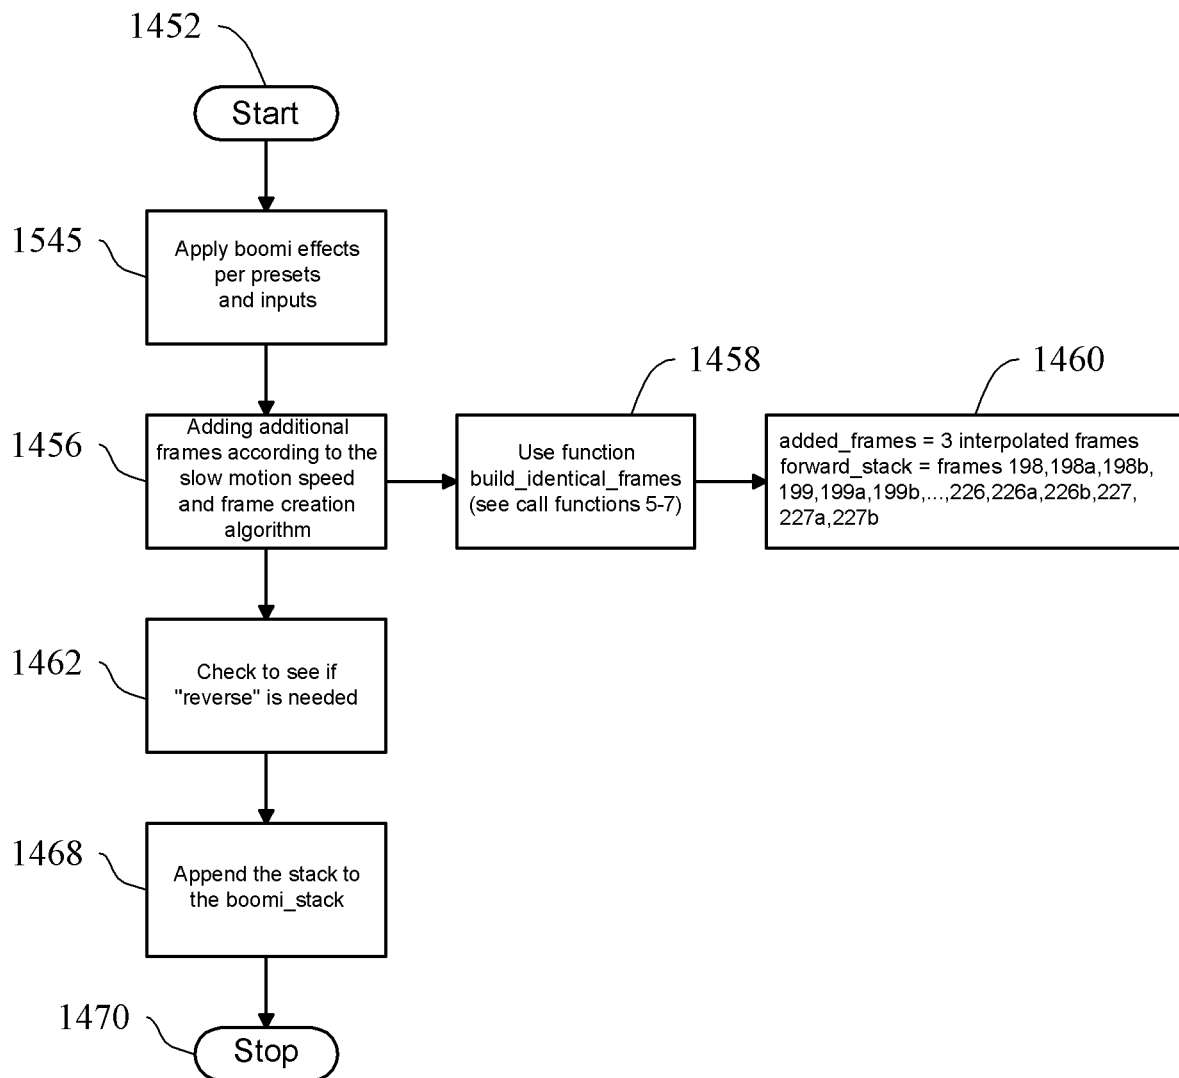 1452
Start
1545
Apply boomi effects
per presets
and inputs
1456
Adding additional
frames according to the
slow motion speed
and frame creation
algorithm
1458
Use function
build_identical_frames
(see call functions 5-7)
1460
added_frames = 3 interpolated frames
forward_stack = frames 198,198a,198b,
199,199a,199b,...,226,226a,226b,227,
227a,227b
1462
Check to see if
"reverse" is needed
1468
Append the stack to
the boomi_stack
1470
Stop